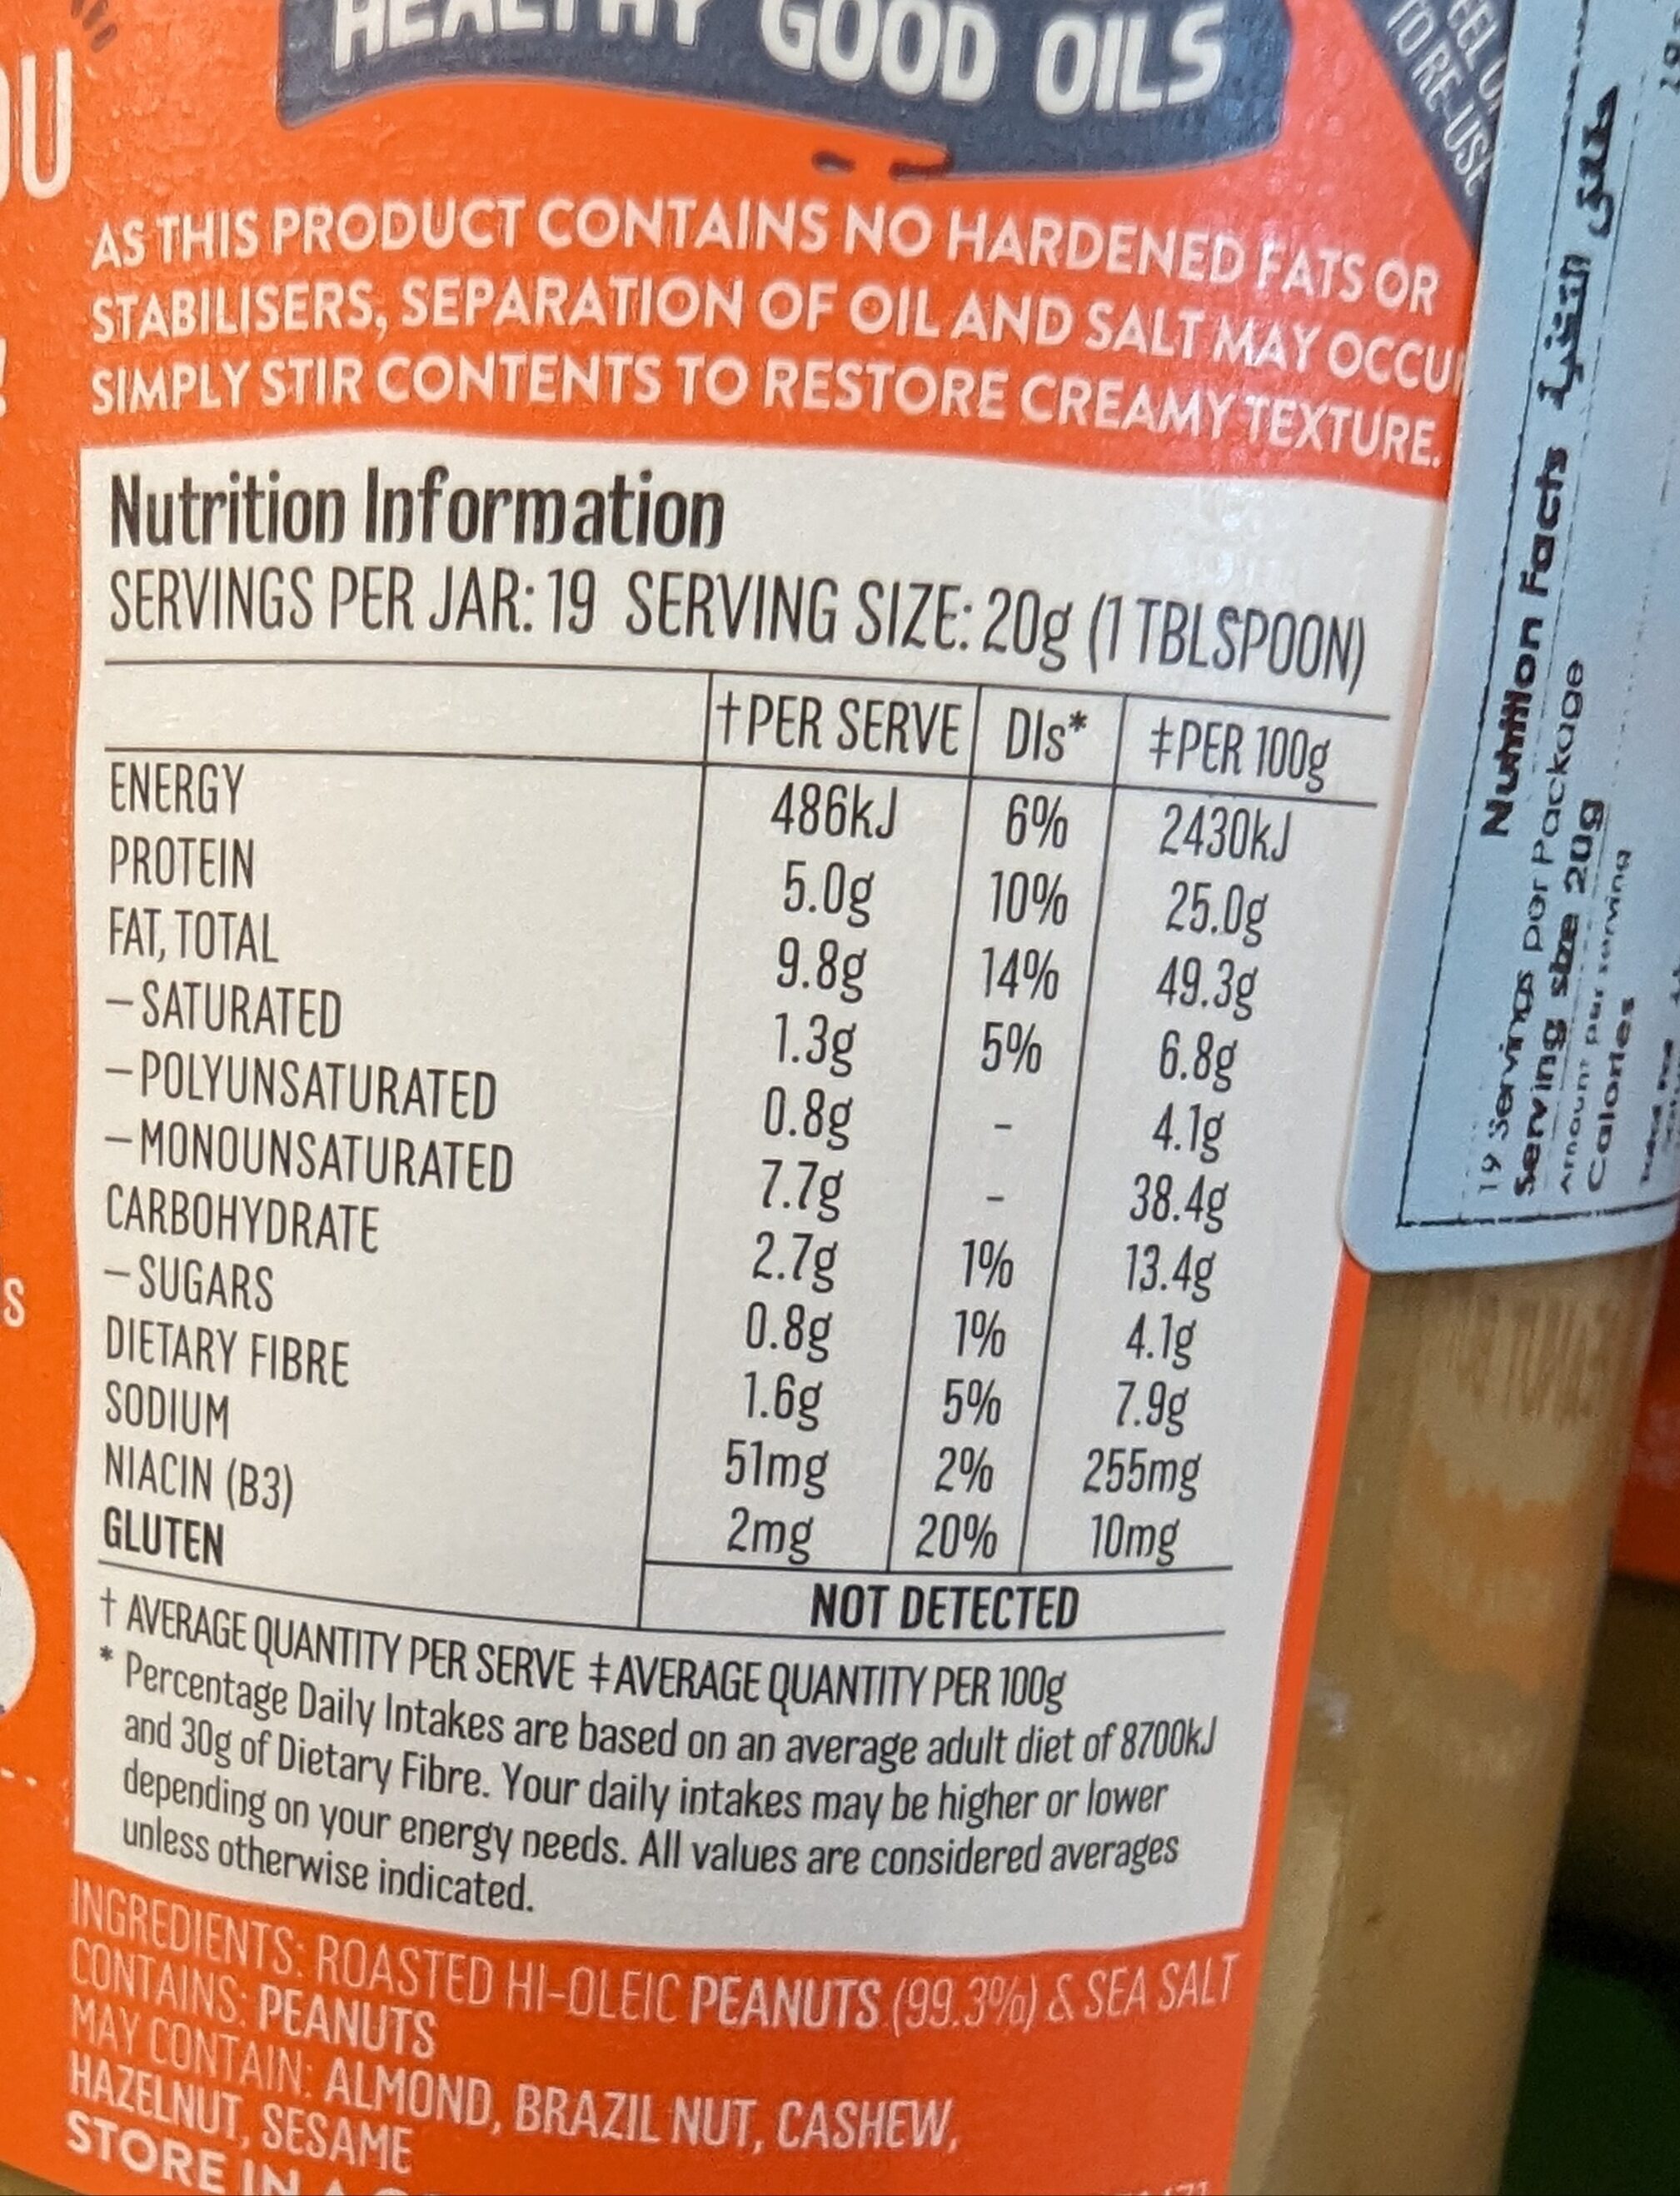 OU
HEALTHY GOOD OILS
TO RE-USE
AS THIS PRODUCT CONTAINS NO HARDENED FATS OR
STABILISERS, SEPARATION OF OIL AND SALT MAY OCCU
SIMPLY STIR CONTENTS TO RESTORE CREAMY TEXTURE.
Nutrition Information
SERVINGS PER JAR: 19 SERVING SIZE: 20g (1 TBLSPOON)
†PER SERVE DIs* ‡PER 100g
ENERGY 486kJ 6% 2430kJ
PROTEIN 5.0g 10% 25.0g
FAT, TOTAL 9.8g 14% 49.3g
– SATURATED 1.3g 5% 6.8g
– POLYUNSATURATED 0.8g - 4.1g
– MONOUNSATURATED 7.7g - 38.4g
CARBOHYDRATE 2.7g 1% 13.4g
– SUGARS 0.8g 1% 4.1g
DIETARY FIBRE 1.6g 5% 7.9g
SODIUM 51mg 2% 255mg
NIACIN (B3) 2mg 20% 10mg
GLUTEN NOT DETECTED
† AVERAGE QUANTITY PER SERVE ‡AVERAGE QUANTITY PER 100g
* Percentage Daily Intakes are based on an average adult diet of 8700kJ
and 30g of Dietary Fibre. Your daily intakes may be higher or lower
depending on your energy needs. All values are considered averages
unless otherwise indicated.
INGREDIENTS: ROASTED HI-OLEIC PEANUTS (99.3%) & SEA SALT
CONTAINS: PEANUTS
MAY CONTAIN: ALMOND, BRAZIL NUT, CASHEW,
HAZELNUT, SESAME
STORE IN A
Nutrition Facts
19 Servings per Package
Serving size 20g
Amount per serving
Calories